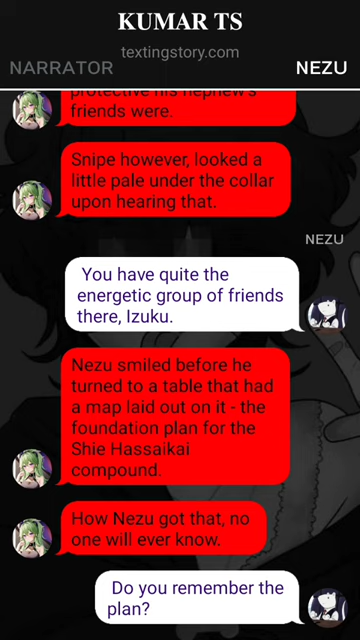 KUMAR TS
textingstory.com
NARRATOR
NEZU
protective his nephew's
friends were.
Snipe however, looked a
little pale under the collar
upon hearing that.
NEZU
You have quite the
energetic group of friends
there, Izuku.
Nezu smiled before he
turned to a table that had
a map laid out on it - the
foundation plan for the
Shie Hassaikai
compound.
How Nezu got that, no
one will ever know.
Do you remember the
plan?